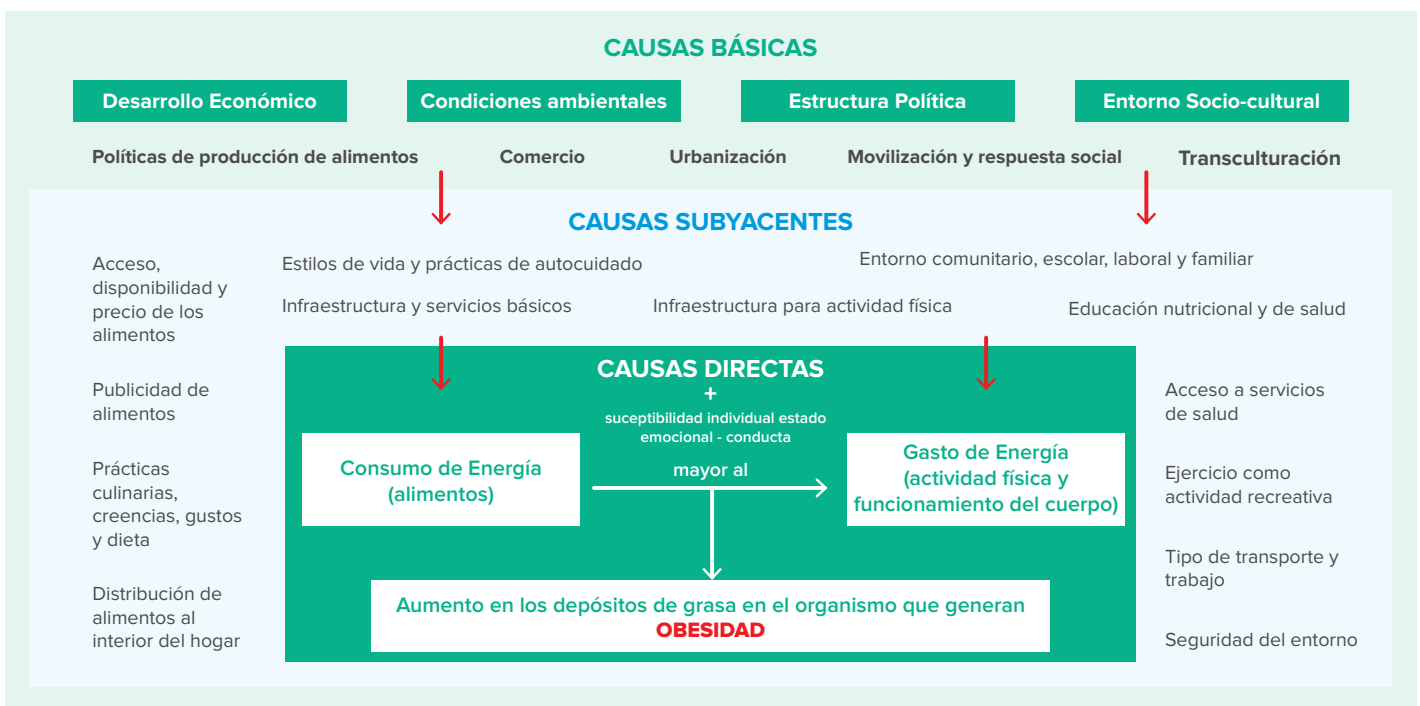 CAUSAS BÁSICAS
Desarrollo Económico
Condiciones ambientales
Estructura Política
Entorno Socio-cultural
Políticas de producción de alimentos
Comercio
Urbanización
Movilización y respuesta social
Transculturación
CAUSAS SUBYACENTES
Acceso,
disponibilidad y
precio de los
alimentos
Publicidad de
alimentos
Prácticas
culinarias,
creencias, gustos
y dieta
Distribución de
alimentos al
interior del hogar
Estilos de vida y prácticas de autocuidado
Entorno comunitario, escolar, laboral y familiar
Infraestructura y servicios básicos
Infraestructura para actividad física
Educación nutricional y de salud
CAUSAS DIRECTAS
+
suceptibilidad individual estado
emocional - conducta
Consumo de Energía
(alimentos)
mayor al
Gasto de Energía
(actividad física y
funcionamiento del cuerpo)
Aumento en los depósitos de grasa en el organismo que generan
OBESIDAD
Acceso a servicios
de salud
Ejercicio como
actividad recreativa
Tipo de transporte y
trabajo
Seguridad del entorno